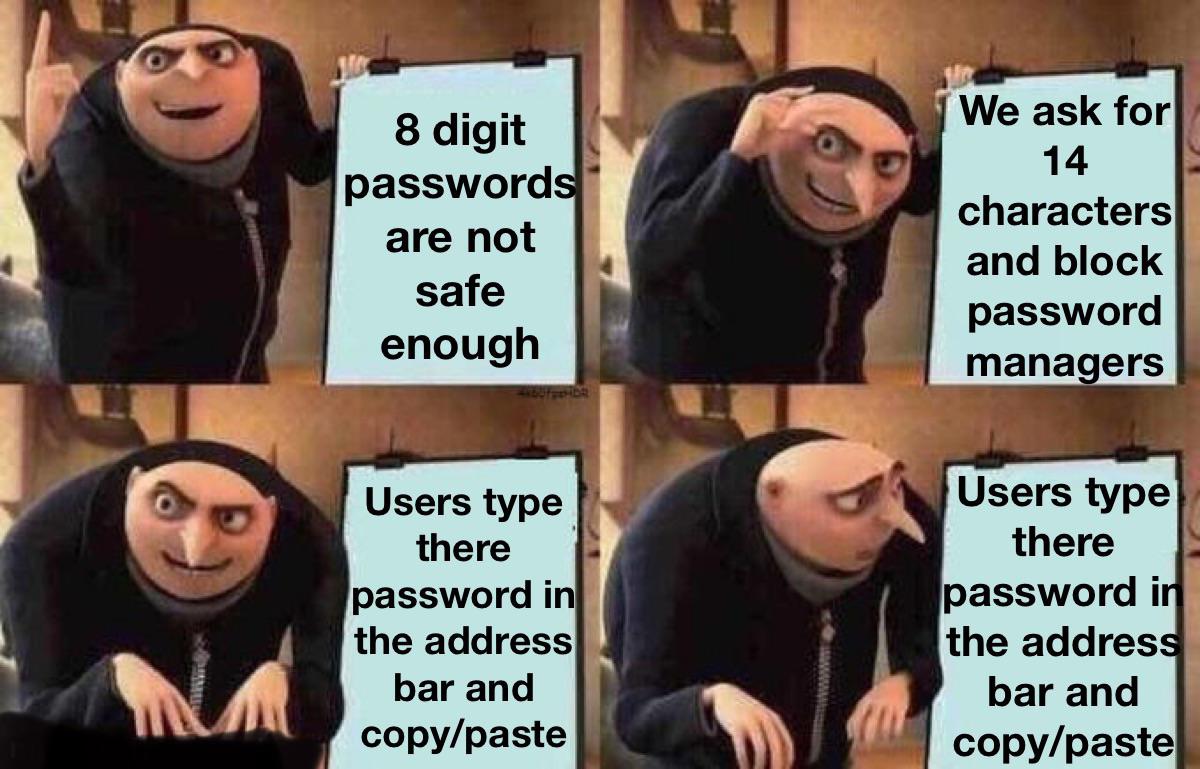 8 digit
passwords
are not
safe
enough
We ask for
14
characters
and block
password
managers
Users type
there
password in
the address
bar and
copy/paste
Users type
there
password in
the address
bar and
copy/paste